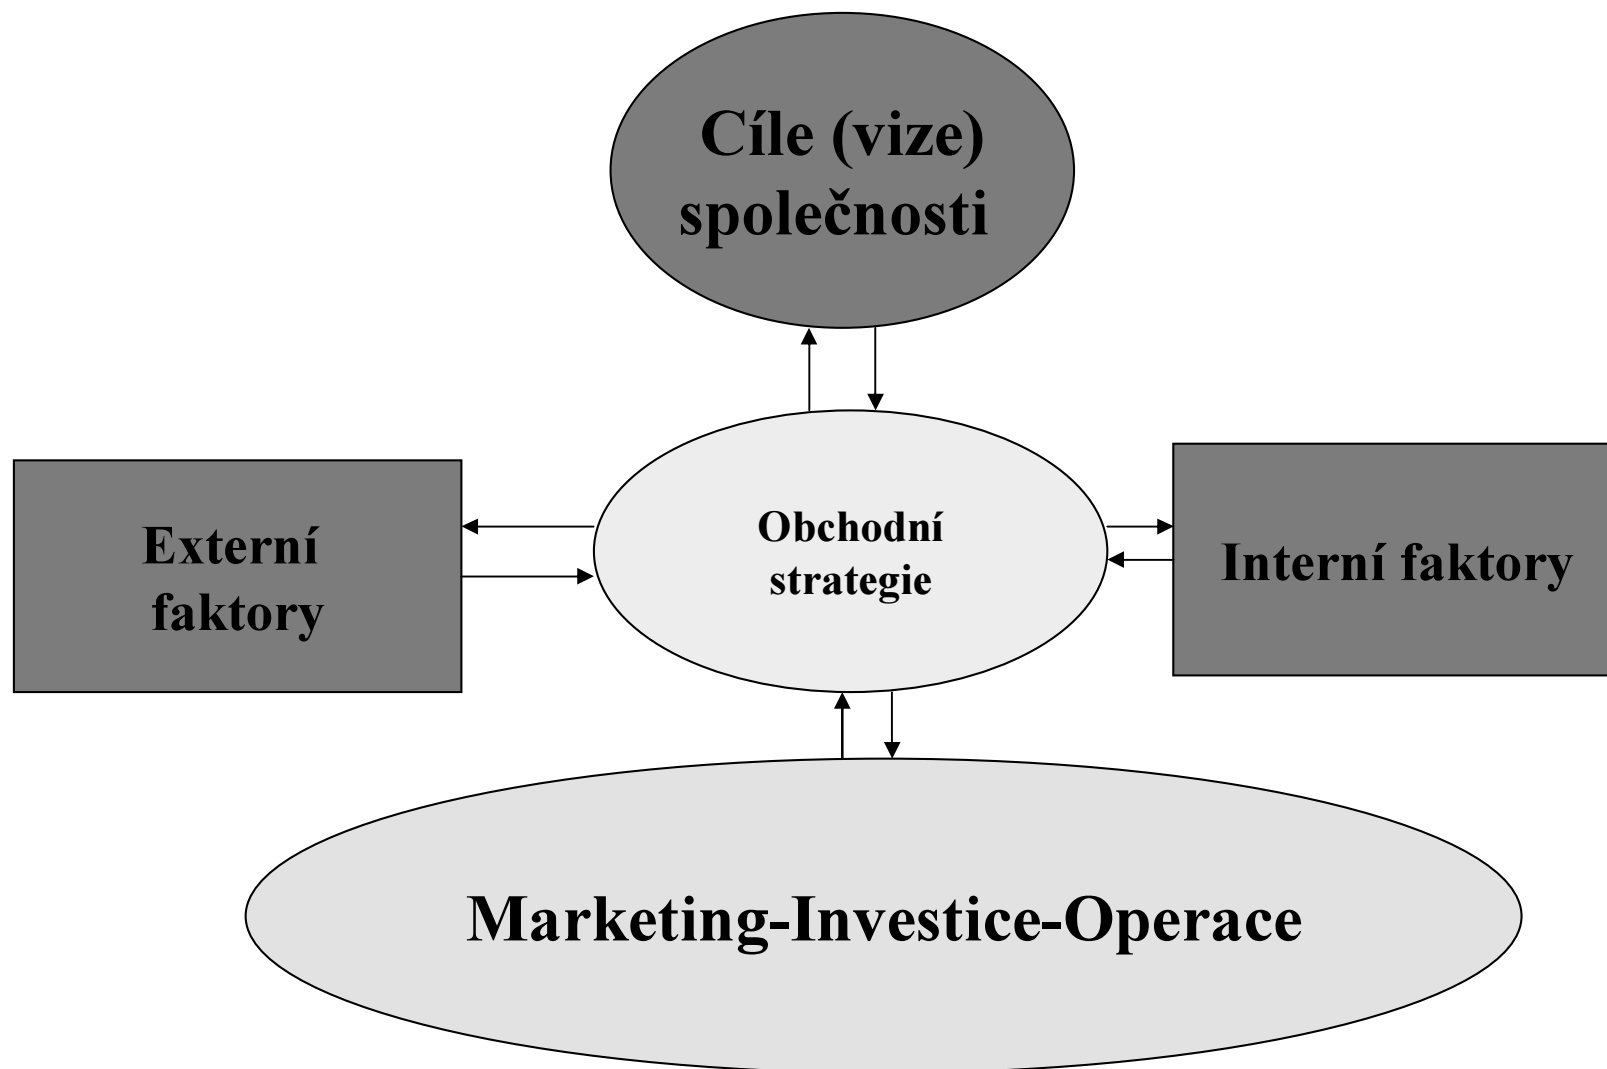 Cíle (vize)
společnosti
Externí
faktory
Obchodní
strategie
Interní faktory
Marketing-Investice-Operace